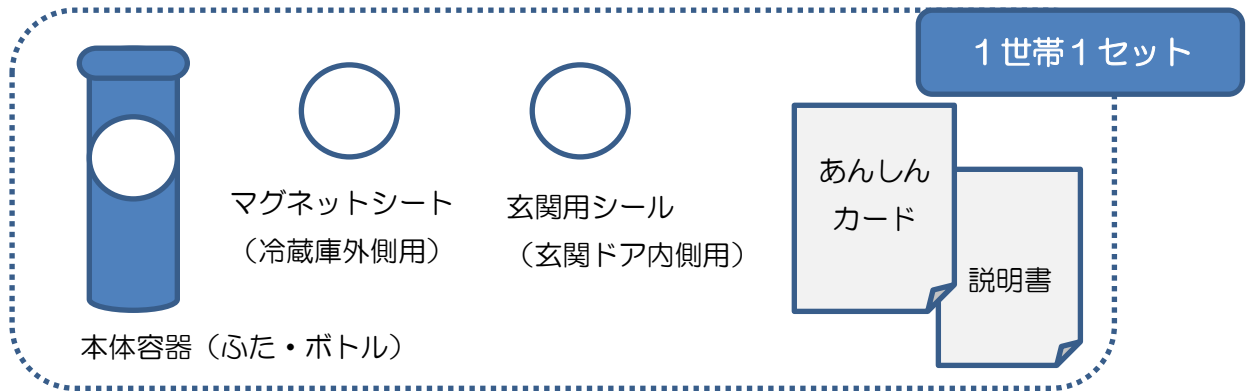 １世帯１セット
マグネットシート
（冷蔵庫外側用）
玄関用シール
（玄関ドア内側用）
あんしん
カード
説明書
本体容器（ふた・ボトル）